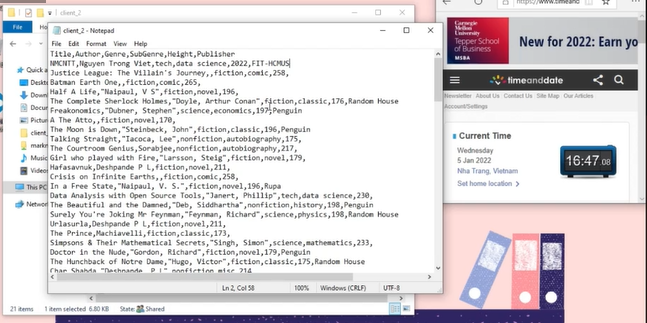 client_2
File
Quick a
Desktop
Downlo
Docume
Picture
client_
markn
Music
Videos
This PC
Networ
21 items
1 item selected 6.80 KB
State:
Shared
client_2 - Notepad
File Edit Format View Help
Title,Author,Genre,SubGenre,Height,Publisher
NMCNTT,Nguyen Trong Viet,tech,data science,2022,FIT-HCMUS
Justice League: The Villain's Journey,,fiction,comic,258,
Batman Earth One,,fiction,comic,265,
Half A Life,"Naipaul, V S",fiction,novel,196,
The Complete Sherlock Holmes,"Doyle, Arthur Conan",fiction,classic,176,Random House
Freakonomics,"Dubner, Stephen",science,economics,197,Penguin
A The Atto,,fiction,novel,170,
The Moon is Down,"Steinbeck, John",fiction,classic,196,Penguin
Talking Straight,"Iacoca, Lee",nonfiction,autobiography,175,
The Courtroom Genius,Sorabjee,nonfiction,autobiography,217,
Girl who played with Fire,"Larsson, Steig",fiction,novel,179,
Hafasavnuk,Deshpande P L,fiction,novel,211,
Crisis on Infinite Earths,,fiction,comic,258,
In a Free State,"Naipaul, V. S.",fiction,novel,196,Rupa
Data Analysis with Open Source Tools,"Janert, Phillip",tech,data science,230,
The Beautiful and the Damned,"Deb, Siddhartha",nonfiction,history,198,Penguin
Surely You're Joking Mr Feynman,"Feynman, Richard",science,physics,198,Random House
Urlasurla,Deshpande P L,fiction,novel,211,
The Prince,Machiavelli,fiction,classic,173,
Simpsons & Their Mathematical Secrets,"Singh, Simon",science,mathematics,233,
Doctor in the Nude,"Gordon, Richard",fiction,novel,179,Penguin
The Hunchback of Notre Dame,"Hugo, Victor",fiction,classic,175,Random House
Char Shabda,"Deshpande, P L",nonfiction,misc,214,
Ln 2, Col 58
100%
Windows (CRLF)
UTF-8
https://www.timeand
Carnegie
Mellon
University
Tepper School
of Business
MSBA
New for 2022: Earn yo
timeanddate
Newsletter About Us Contact Us Site Map Our Articles
Account/Settings
Current Time
Wednesday
5 Jan 2022
Nha Trang, Vietnam
Set home location
16:47 08